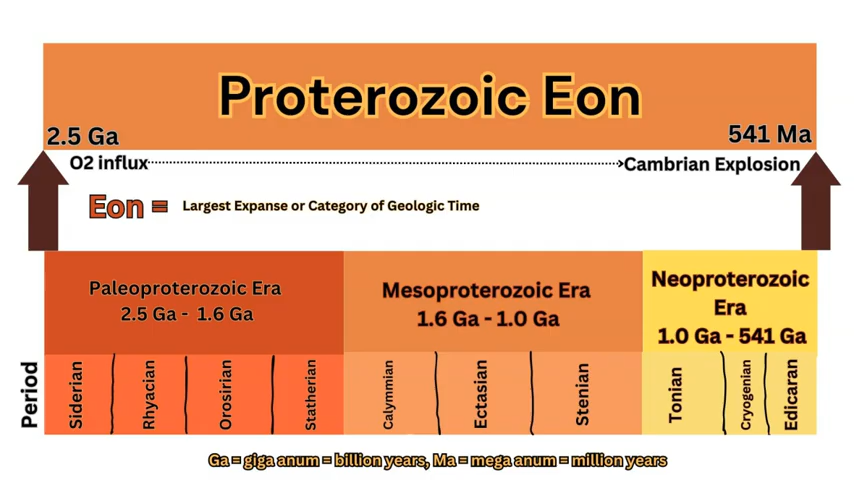 Proterozoic Eon
2.5 Ga
541 Ma
O2 influx
Cambrian Explosion
Eon = Largest Expanse or Category of Geologic Time
Paleoproterozoic Era
2.5 Ga - 1.6 Ga
Mesoproterozoic Era
1.6 Ga - 1.0 Ga
Neoproterozoic
Era
1.0 Ga - 541 Ga
Period
Siderian
Rhyacian
Orosirian
Statherian
Calymmian
Ectasian
Stenian
Tonian
Cryogenian
Edicaran
Ga = giga anum = billion years, Ma = mega anum = million years